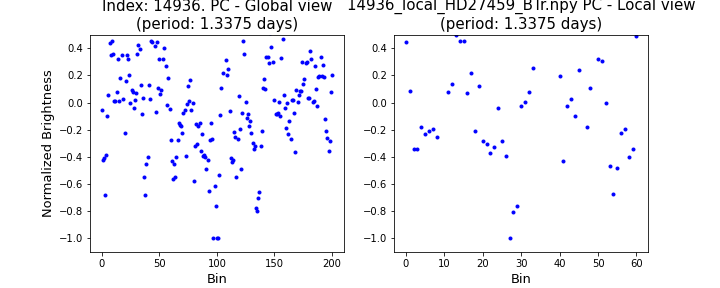 Index: 14936. PC - Global view
(period: 1.3375 days)
14936_local_HD27459_BTr.npy PC - Local view
(period: 1.3375 days)
Normalized Brightness
0.4
0.2
0.0
−0.2
−0.4
−0.6
−0.8
−1.0
0 50 100 150 200
Bin
0.4
0.2
0.0
−0.2
−0.4
−0.6
−0.8
−1.0
0 10 20 30 40 50 60
Bin